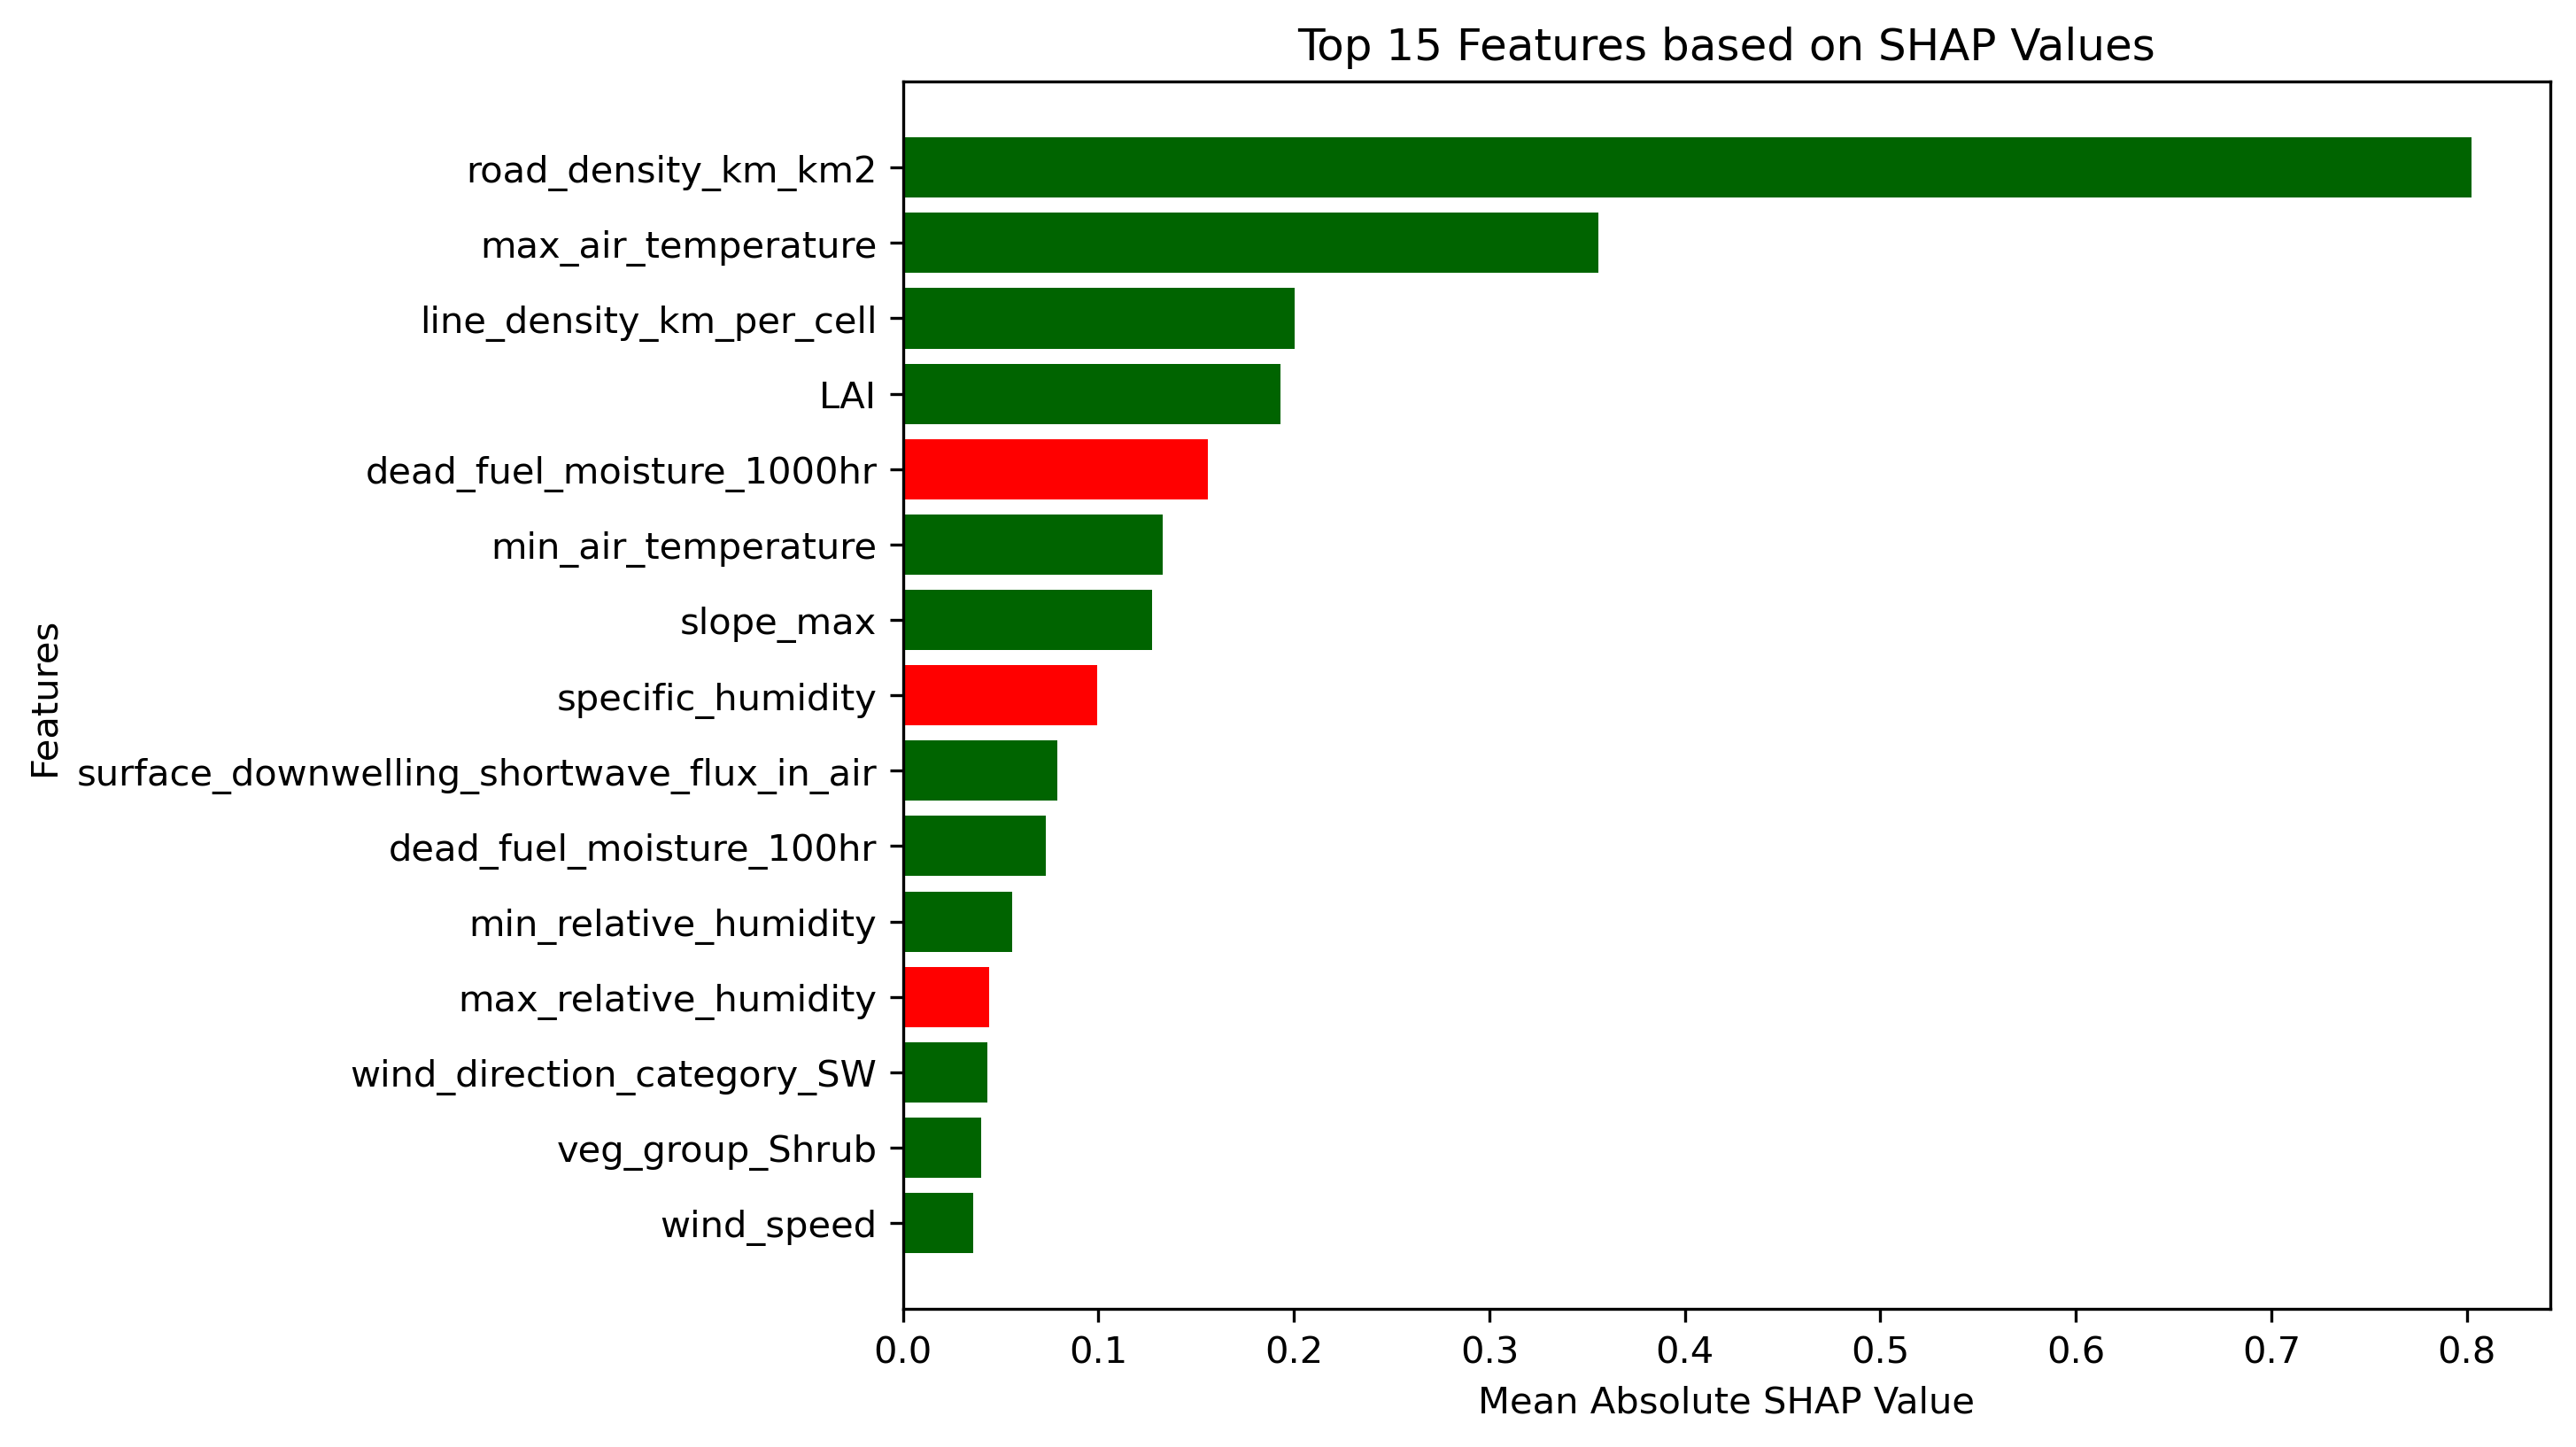 Top 15 Features based on SHAP Values
Features
road_density_km_km2
max_air_temperature
line_density_km_per_cell
LAI
dead_fuel_moisture_1000hr
min_air_temperature
slope_max
specific_humidity
surface_downwelling_shortwave_flux_in_air
dead_fuel_moisture_100hr
min_relative_humidity
max_relative_humidity
wind_direction_category_SW
veg_group_Shrub
wind_speed
0.0 0.1 0.2 0.3 0.4 0.5 0.6 0.7 0.8
Mean Absolute SHAP Value